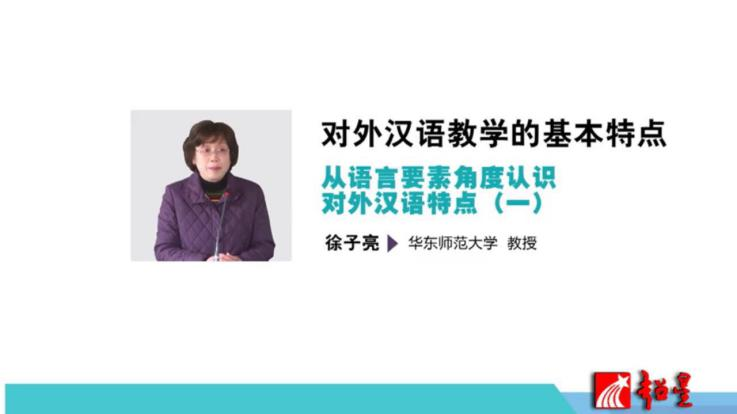 对外汉语教学的基本特点
从语言要素角度认识
对外汉语特点（一）
徐子亮 华东师范大学 教授
超星